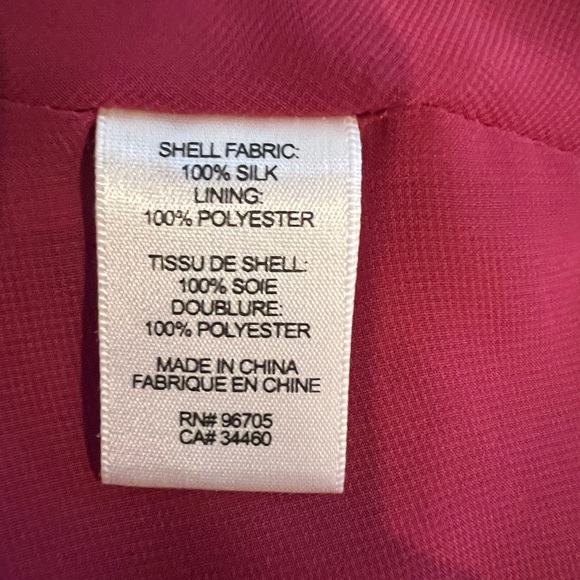 SHELL FABRIC:
100% SILK
LINING:
100% POLYESTER
TISSU DE SHELL:
100% SOIE
DOUBLURE:
100% POLYESTER
MADE IN CHINA
FABRIQUE EN CHINE
RN# 96705
CA# 34460